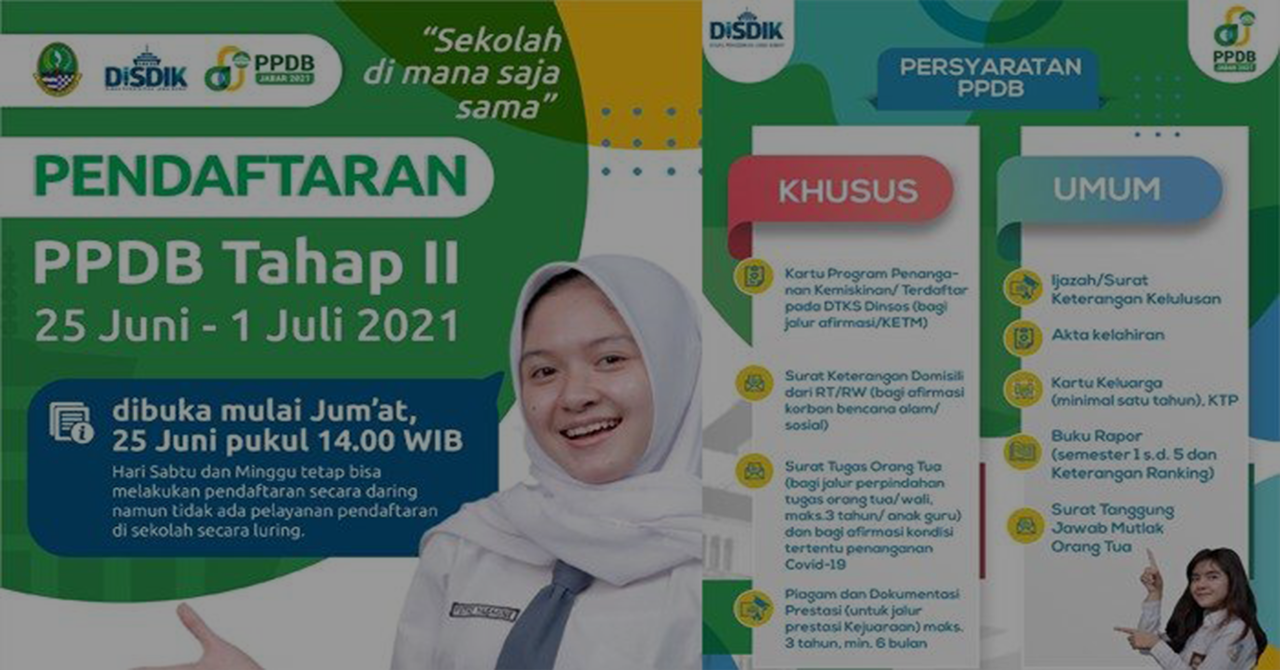 DISDIK
PPDB
JABAR 2021
“Sekolah
di mana saja
sama”
PENDAFTARAN
PPDB Tahap II
25 Juni - 1 Juli 2021
dibuka mulai Jum’at,
25 Juni pukul 14.00 WIB
Hari Sabtu dan Minggu tetap bisa
melakukan pendaftaran secara daring
namun tidak ada pelayanan pendaftaran
di sekolah secara luring.
DISDIK
PPDB
JABAR 2021
PERSYARATAN
PPDB
KHUSUS
Kartu Program Penanga-
nan Kemiskinan/ Terdaftar
pada DTKS Dinsos (bagi
jalur afirmasi/KETM)
Surat Keterangan Domisili
dari RT/RW (bagi afirmasi
korban bencana alam/
sosial)
Surat Tugas Orang Tua
(bagi jalur perpindahan
tugas orang tua/wali,
maks.3 tahun/ anak guru)
dan bagi afirmasi kondisi
tertentu penanganan
Covid-19
Piagam dan Dokumentasi
Prestasi (untuk jalur
prestasi Kejuaraan) maks.
3 tahun, min. 6 bulan
UMUM
Ijazah/Surat
Keterangan Kelulusan
Akta kelahiran
Kartu Keluarga
(minimal satu tahun), KTP
Buku Rapor
(semester 1 s.d. 5 dan
Keterangan Ranking)
Surat Tanggung
Jawab Mutlak
Orang Tua